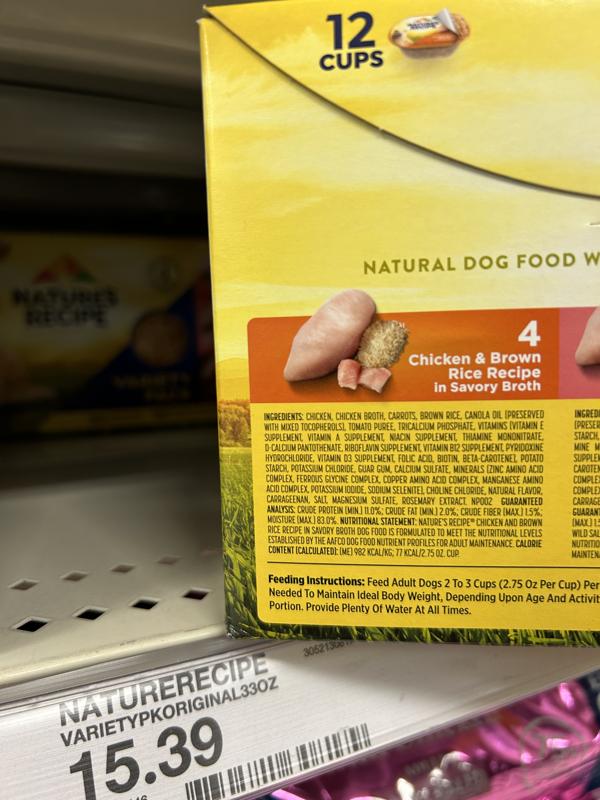 12
CUPS
NATURE'S
RECIPE
VARIETY
NATURAL DOG FOOD W
4
Chicken & Brown
Rice Recipe
in Savory Broth
INGREDIENTS: CHICKEN, CHICKEN BROTH, CARROTS, BROWN RICE, CANOLA OIL (PRESERVED
WITH MIXED TOCOPHEROLS), TOMATO PUREE, TRICALCIUM PHOSPHATE, VITAMINS (VITAMIN E
SUPPLEMENT, VITAMIN A SUPPLEMENT, NIACIN SUPPLEMENT, THIAMINE MONONITRATE,
D-CALCIUM PANTOTHENATE, RIBOFLAVIN SUPPLEMENT, VITAMIN B12 SUPPLEMENT, PYRIDOXINE
HYDROCHLORIDE, VITAMIN D3 SUPPLEMENT, FOLIC ACID, BIOTIN, BETA-CAROTENE), POTATO
STARCH, POTASSIUM CHLORIDE, GUAR GUM, CALCIUM SULFATE, MINERALS (ZINC AMINO ACID
COMPLEX, FERROUS GLYCINE COMPLEX, COPPER AMINO ACID COMPLEX, MANGANESE AMINO
ACID COMPLEX, POTASSIUM IODIDE, SODIUM SELENITE), CHOLINE CHLORIDE, NATURAL FLAVOR,
CARRAGEENAN, SALT, MAGNESIUM SULFATE, ROSEMARY EXTRACT. NP002 GUARANTEED
ANALYSIS: CRUDE PROTEIN (MIN.) 11.0%; CRUDE FAT (MIN.) 2.0%; CRUDE FIBER (MAX.) 1.5%;
MOISTURE (MAX.) 83.0%. NUTRITIONAL STATEMENT: NATURE'S RECIPE® CHICKEN AND BROWN
RICE RECIPE IN SAVORY BROTH DOG FOOD IS FORMULATED TO MEET THE NUTRITIONAL LEVELS
ESTABLISHED BY THE AAFCO DOG FOOD NUTRIENT PROFILES FOR ADULT MAINTENANCE. CALORIE
CONTENT (CALCULATED): (ME) 982 KCAL/KG; 77 KCAL/2.75 OZ. CUP.
Feeding Instructions: Feed Adult Dogs 2 To 3 Cups (2.75 Oz Per Cup) Per
Needed To Maintain Ideal Body Weight, Depending Upon Age And Activit
Portion. Provide Plenty Of Water At All Times.
NATURERECIPE
VARIETYPKORIGINAL33OZ
15.39